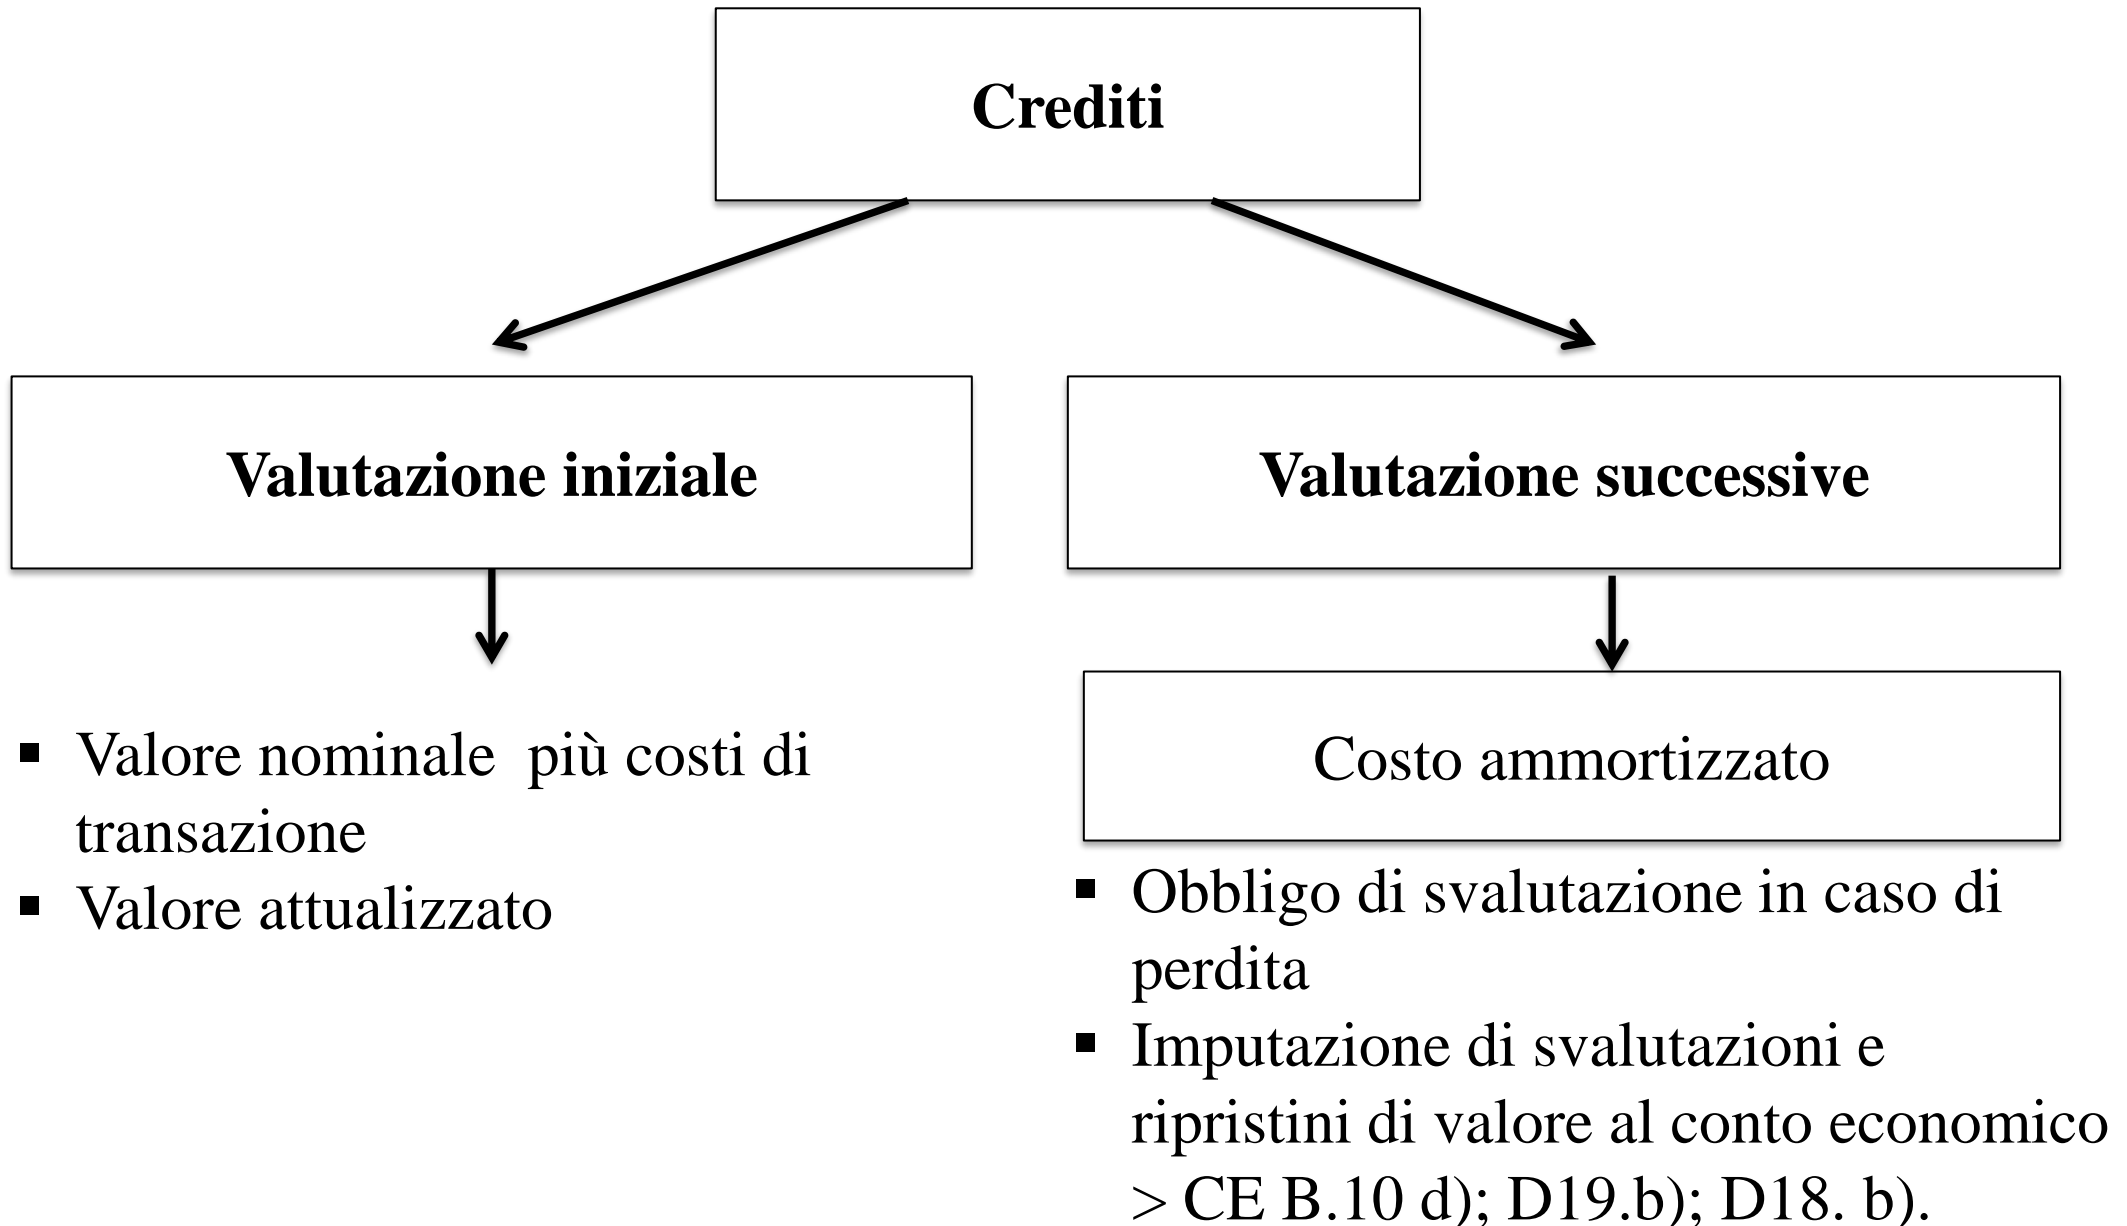 Crediti
Valutazione iniziale
Valutazione successive
▪ Valore nominale  più costi di
transazione
▪ Valore attualizzato
Costo ammortizzato
▪ Obbligo di svalutazione in caso di
perdita
▪ Imputazione di svalutazioni e
ripristini di valore al conto economico
> CE B.10 d); D19.b); D18. b).